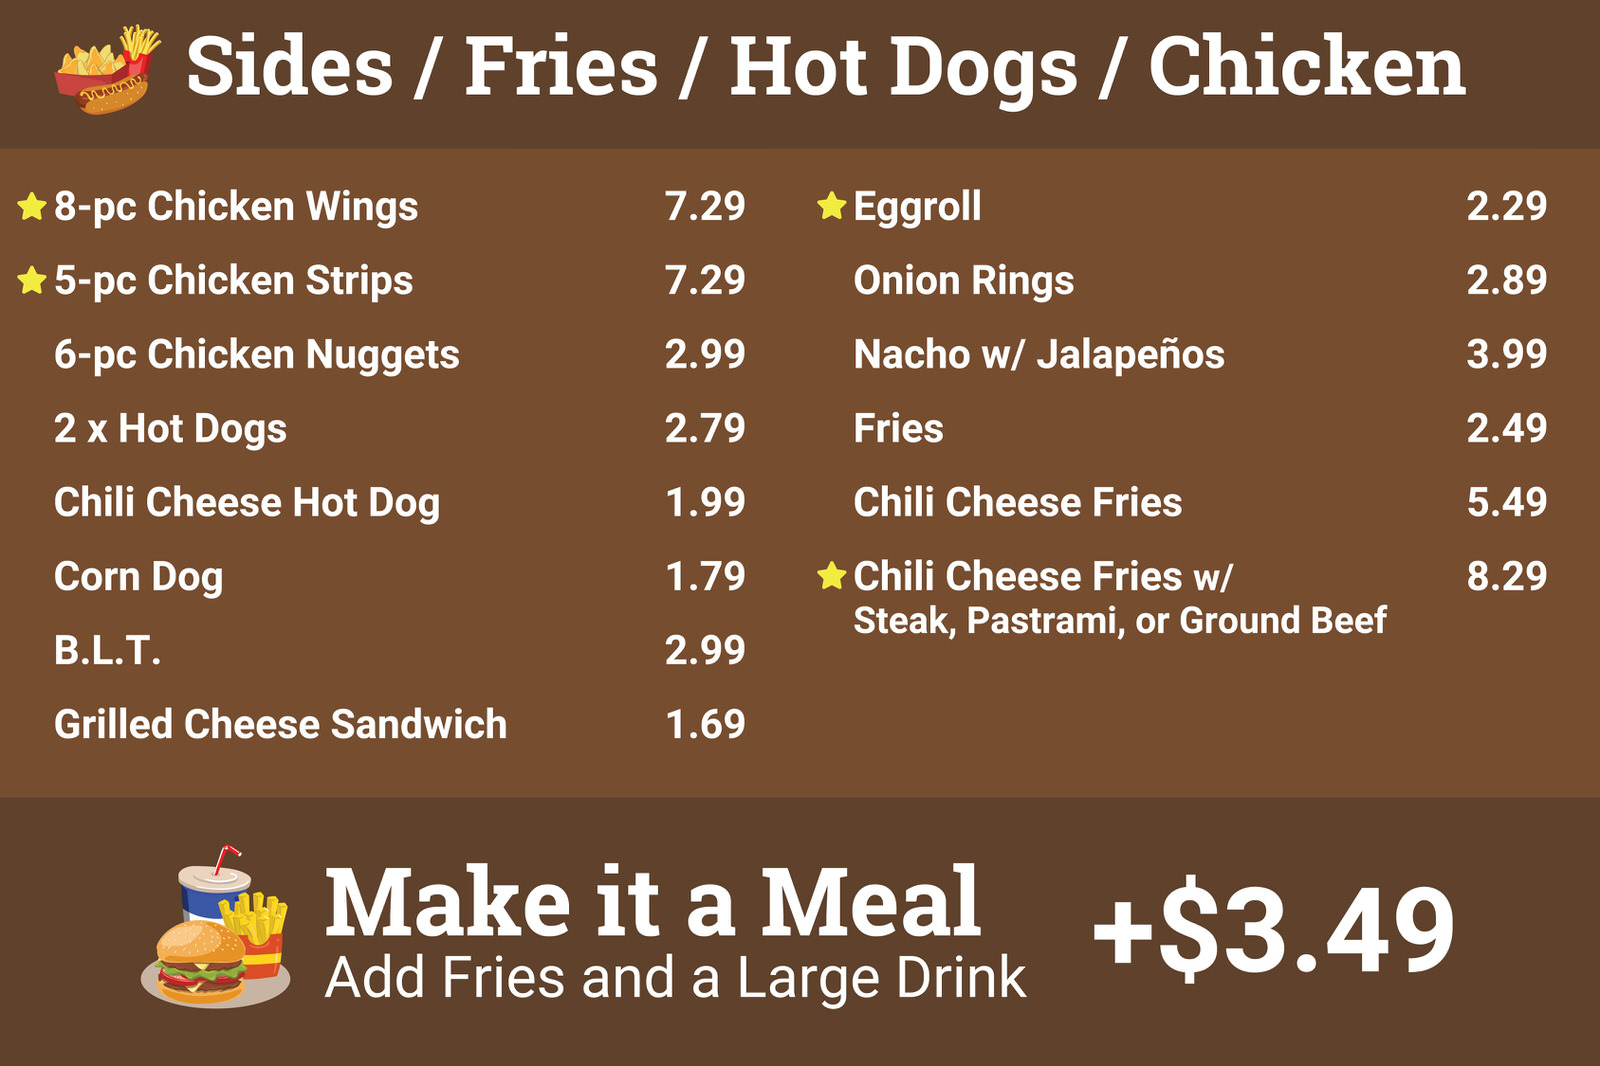 Sides / Fries / Hot Dogs / Chicken
8-pc Chicken Wings 7.29
5-pc Chicken Strips 7.29
6-pc Chicken Nuggets 2.99
2 x Hot Dogs 2.79
Chili Cheese Hot Dog 1.99
Corn Dog 1.79
B.L.T. 2.99
Grilled Cheese Sandwich 1.69
Eggroll 2.29
Onion Rings 2.89
Nacho w/ Jalapeños 3.99
Fries 2.49
Chili Cheese Fries 5.49
Chili Cheese Fries w/ 8.29
Steak, Pastrami, or Ground Beef
Make it a Meal
Add Fries and a Large Drink
+$3.49